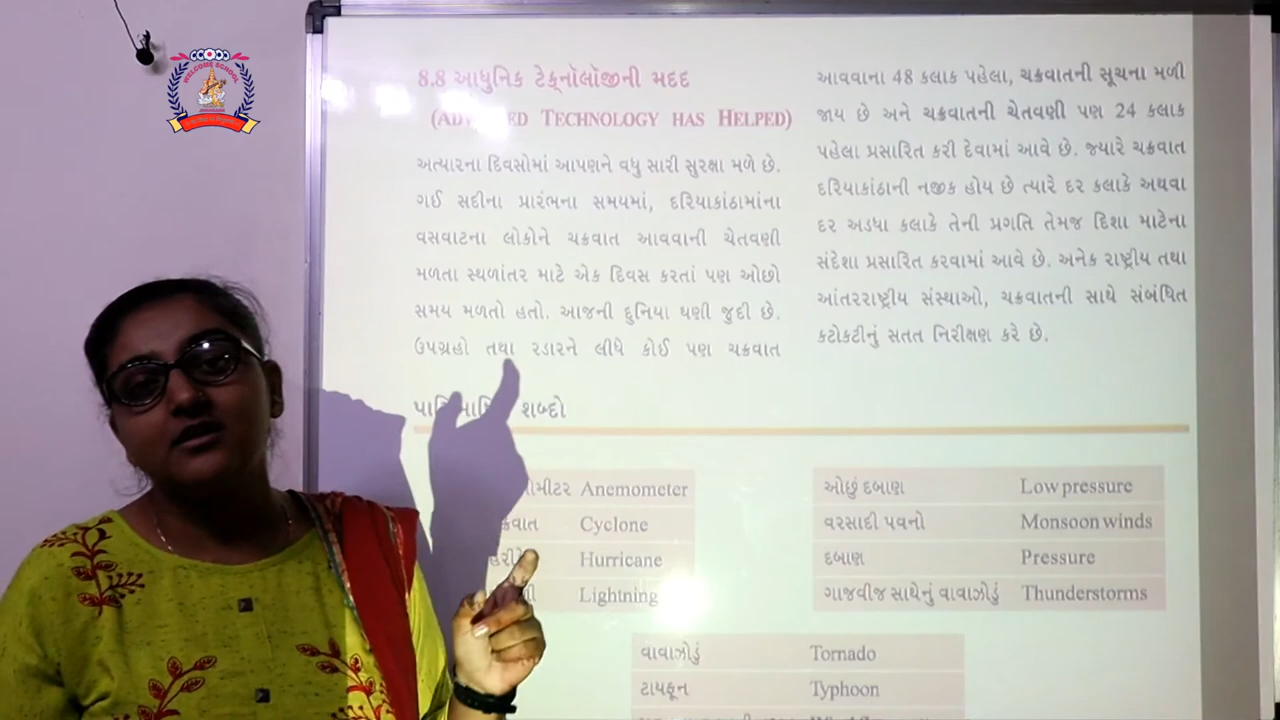 WELCOME SCHOOL
8.8 આધુનિક ટેક્નૉલૉજીની મદદ
TECHNOLOGY HAS HELPED)
અત્યારના દિવસોમાં આપણને વધુ સારી સુરક્ષા મળે છે.
ગઈ સદીના પ્રારંભના સમયમાં, દરિયાકાંઠામાંના
વસવાટના લોકોને ચક્રવાત આવવાની ચેતવણી
મળતા સ્થળાંતર માટે એક દિવસ કરતાં પણ ઓછો
સમય મળતો હતો. આજની દુનિયા ઘણી જુદી છે.
ઉપગ્રહો તથા રડારને લીધે કોઈ પણ ચક્રવાત
આવવાના 48 કલાક પહેલા, ચક્રવાતની સૂચના મળી
જાય છે અને ચક્રવાતની ચેતવણી પણ 24 કલાક
પહેલા પ્રસારિત કરી દેવામાં આવે છે. જ્યારે ચક્રવાત
દરિયાકાંઠાની નજીક હોય છે ત્યારે દર કલાકે અથવા
દર અડધા કલાકે તેની પ્રગતિ તેમજ દિશા માટેના
સંદેશા પ્રસારિત કરવામાં આવે છે. અનેક રાષ્ટ્રીય તથા
આંતરરાષ્ટ્રીય સંસ્થાઓ, ચક્રવાતની સાથે સંબંધિત
કટોકટીનું સતત નિરીક્ષણ કરે છે.
શબ્દો
Anemometer
Cyclone
Hurricane
Lightning
ઓછું દબાણ Low pressure
વરસાદી પવનો Monsoon winds
દબાણ Pressure
ગાજવીજ સાથેનું વાવાઝોડું Thunderstorms
વાવાઝોડું Tornado
ટાયફૂન Typhoon